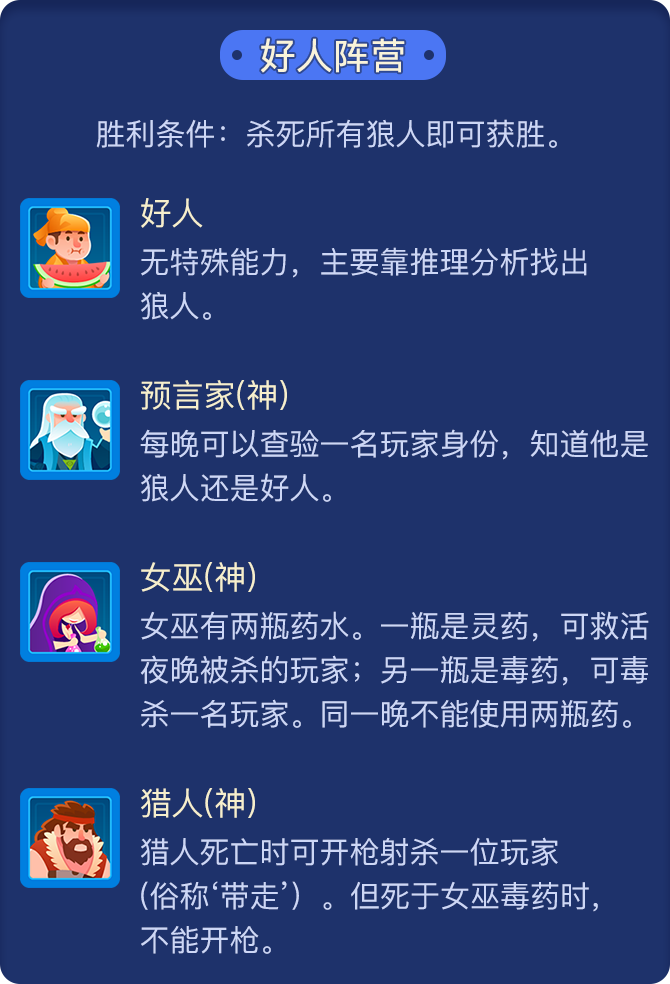 好人阵营
胜利条件：杀死所有狼人即可获胜。
好人
无特殊能力，主要靠推理分析找出
狼人。
预言家(神)
每晚可以查验一名玩家身份，知道他是
狼人还是好人。
女巫(神)
女巫有两瓶药水。一瓶是灵药，可救活
夜晚被杀的玩家；另一瓶是毒药，可毒
杀一名玩家。同一晚不能使用两瓶药。
猎人(神)
猎人死亡时可开枪射杀一位玩家
(俗称‘带走’）。但死于女巫毒药时，
不能开枪。